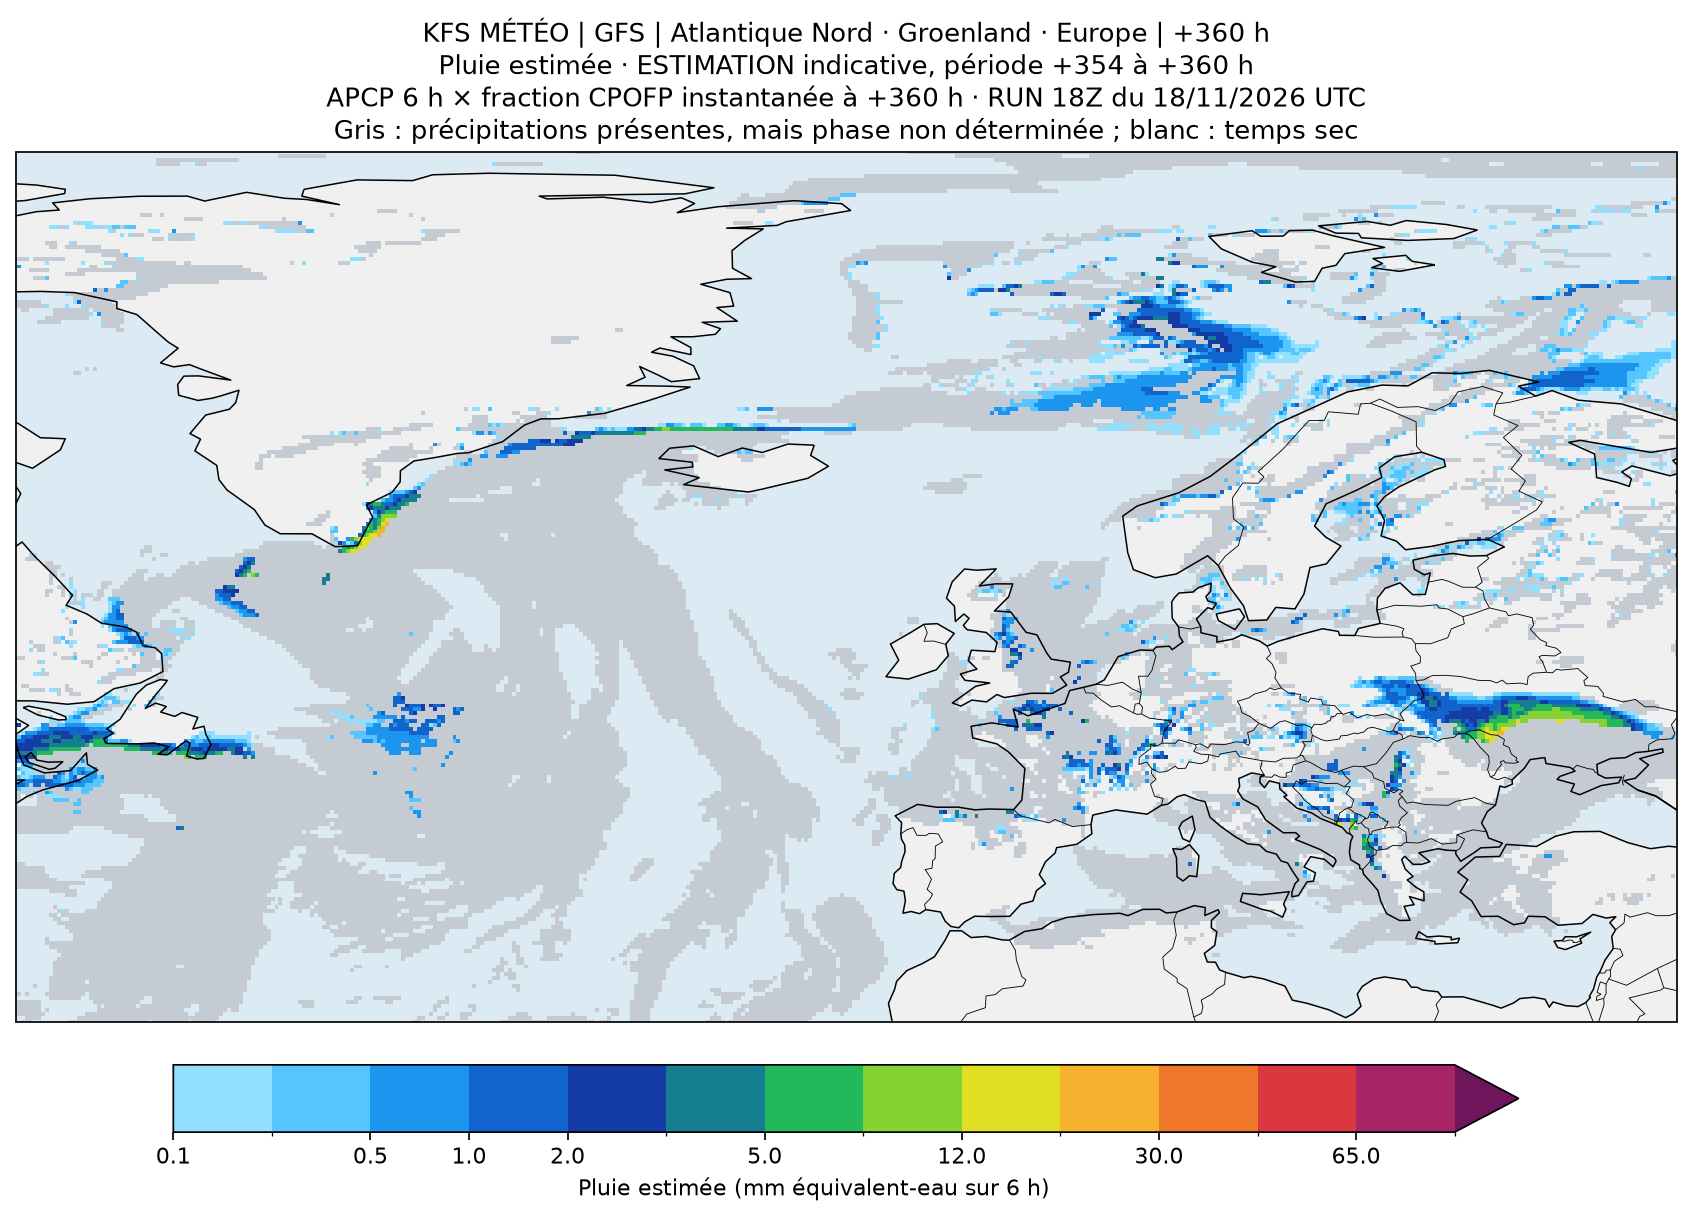 KFS MÉTÉO | GFS | Atlantique Nord · Groenland · Europe | +360 h
Pluie estimée · ESTIMATION indicative, période +354 à +360 h
APCP 6 h × fraction CPOFP instantanée à +360 h · RUN 18Z du 18/11/2026 UTC
Gris : précipitations présentes, mais phase non déterminée ; blanc : temps sec
0.1 0.5 1.0 2.0 5.0 12.0 30.0 65.0
Pluie estimée (mm équivalent-eau sur 6 h)